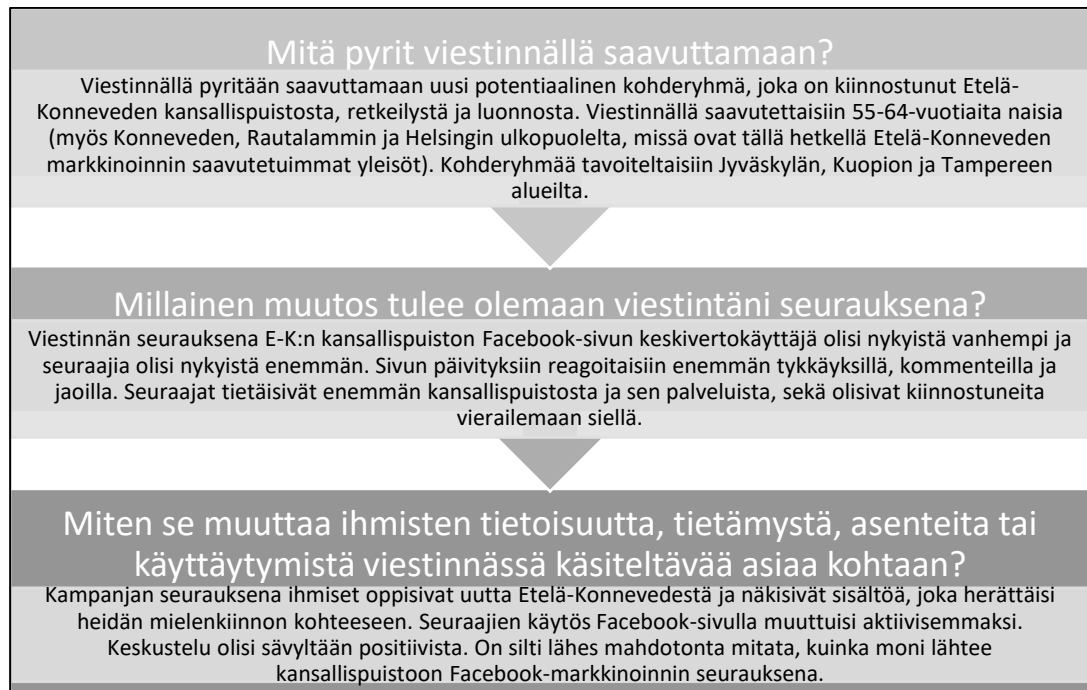 Mitä pyrit viestinnällä saavuttamaan?
Viestinnällä pyritään saavuttamaan uusi potentiaalinen kohderyhmä, joka on kiinnostunut Etelä-
Konneveden kansallispuistosta, retkeilystä ja luonnosta. Viestinnällä saavutettaisiin 55-64-vuotiaita naisia
(myös Konneveden, Rautalammin ja Helsingin ulkopuolelta, missä ovat tällä hetkellä Etelä-Konneveden
markkinoinnin saavutetuimmat yleisöt). Kohderyhmää tavoiteltaisiin Jyväskylän, Kuopion ja Tampereen
alueilta.
Millainen muutos tulee olemaan viestintäni seurauksena?
Viestinnän seurauksena E-K:n kansallispuiston Facebook-sivun keskivertokäyttäjä olisi nykyistä vanhempi ja
seuraajia olisi nykyistä enemmän. Sivun päivityksiin reagoitaisiin enemmän tykkäyksillä, kommenteilla ja
jaoilla. Seuraajat tietäisivät enemmän kansallispuistosta ja sen palveluista, sekä olisivat kiinnostuneita
vierailemaan siellä.
Miten se muuttaa ihmisten tietoisuutta, tietämystä, asenteita tai
käyttäytymistä viestinnässä käsiteltävää asiaa kohtaan?
Kampanjan seurauksena ihmiset oppisivat uutta Etelä-Konnevedestä ja näkisivät sisältöä, joka herättäisi
heidän mielenkiinnon kohteeseen. Seuraajien käytös Facebook-sivulla muuttuisi aktiivisemmaksi.
Keskustelu olisi sävyltään positiivista. On silti lähes mahdotonta mitata, kuinka moni lähtee
kansallispuistoon Facebook-markkinoinnin seurauksena.